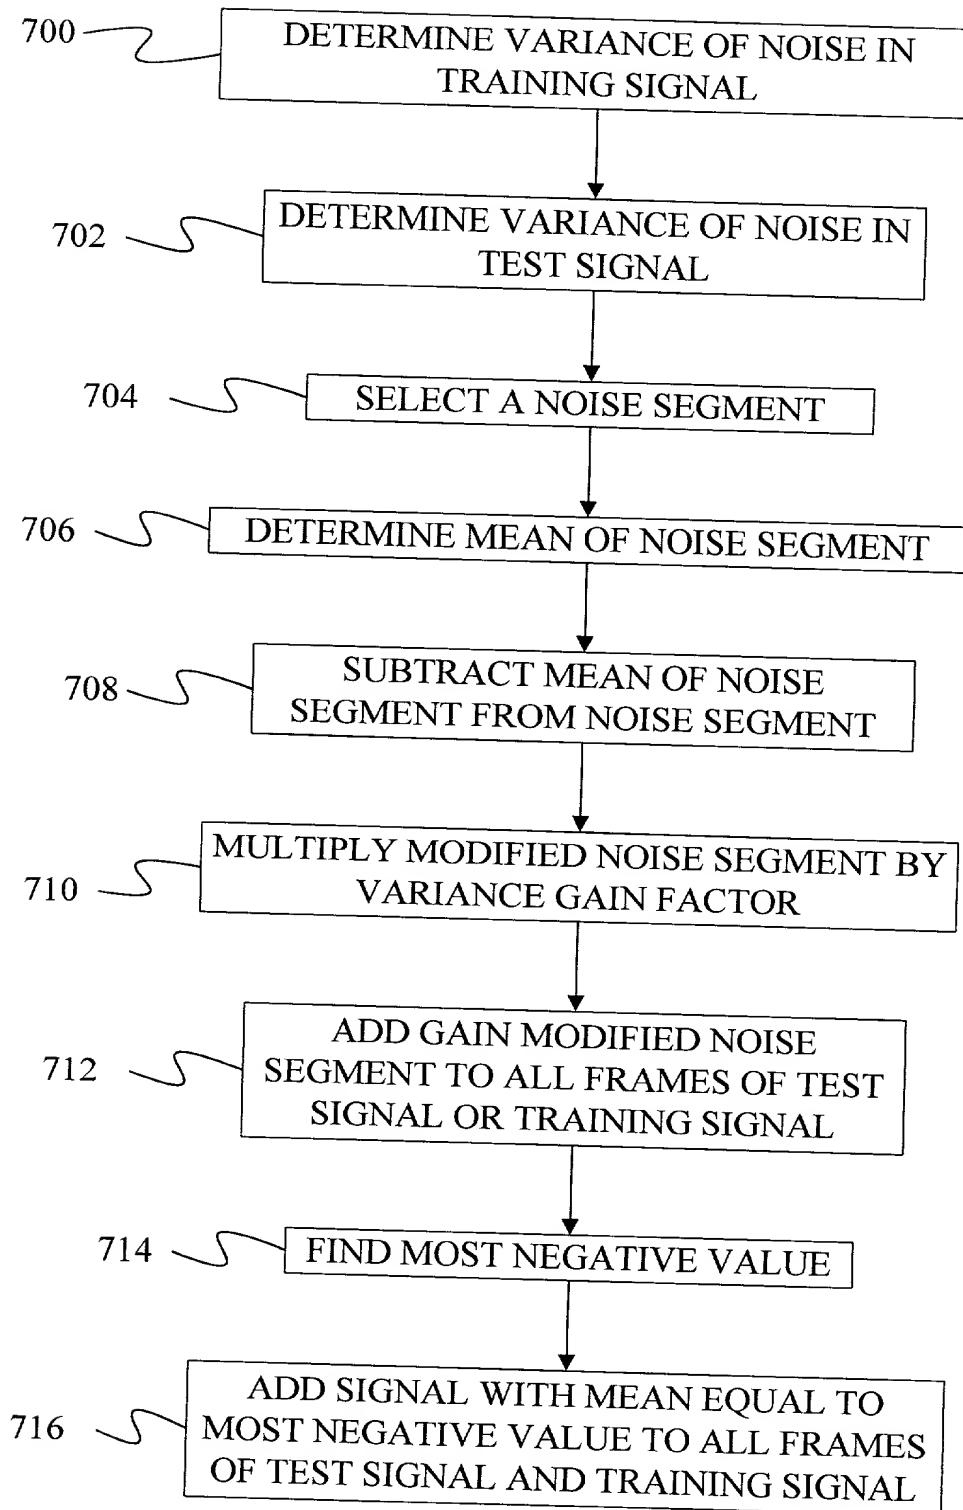 700
DETERMINE VARIANCE OF NOISE IN
TRAINING SIGNAL
702
DETERMINE VARIANCE OF NOISE IN
TEST SIGNAL
704
SELECT A NOISE SEGMENT
706
DETERMINE MEAN OF NOISE SEGMENT
708
SUBTRACT MEAN OF NOISE
SEGMENT FROM NOISE SEGMENT
710
MULTIPLY MODIFIED NOISE SEGMENT BY
VARIANCE GAIN FACTOR
712
ADD GAIN MODIFIED NOISE
SEGMENT TO ALL FRAMES OF TEST
SIGNAL OR TRAINING SIGNAL
714
FIND MOST NEGATIVE VALUE
716
ADD SIGNAL WITH MEAN EQUAL TO
MOST NEGATIVE VALUE TO ALL FRAMES
OF TEST SIGNAL AND TRAINING SIGNAL